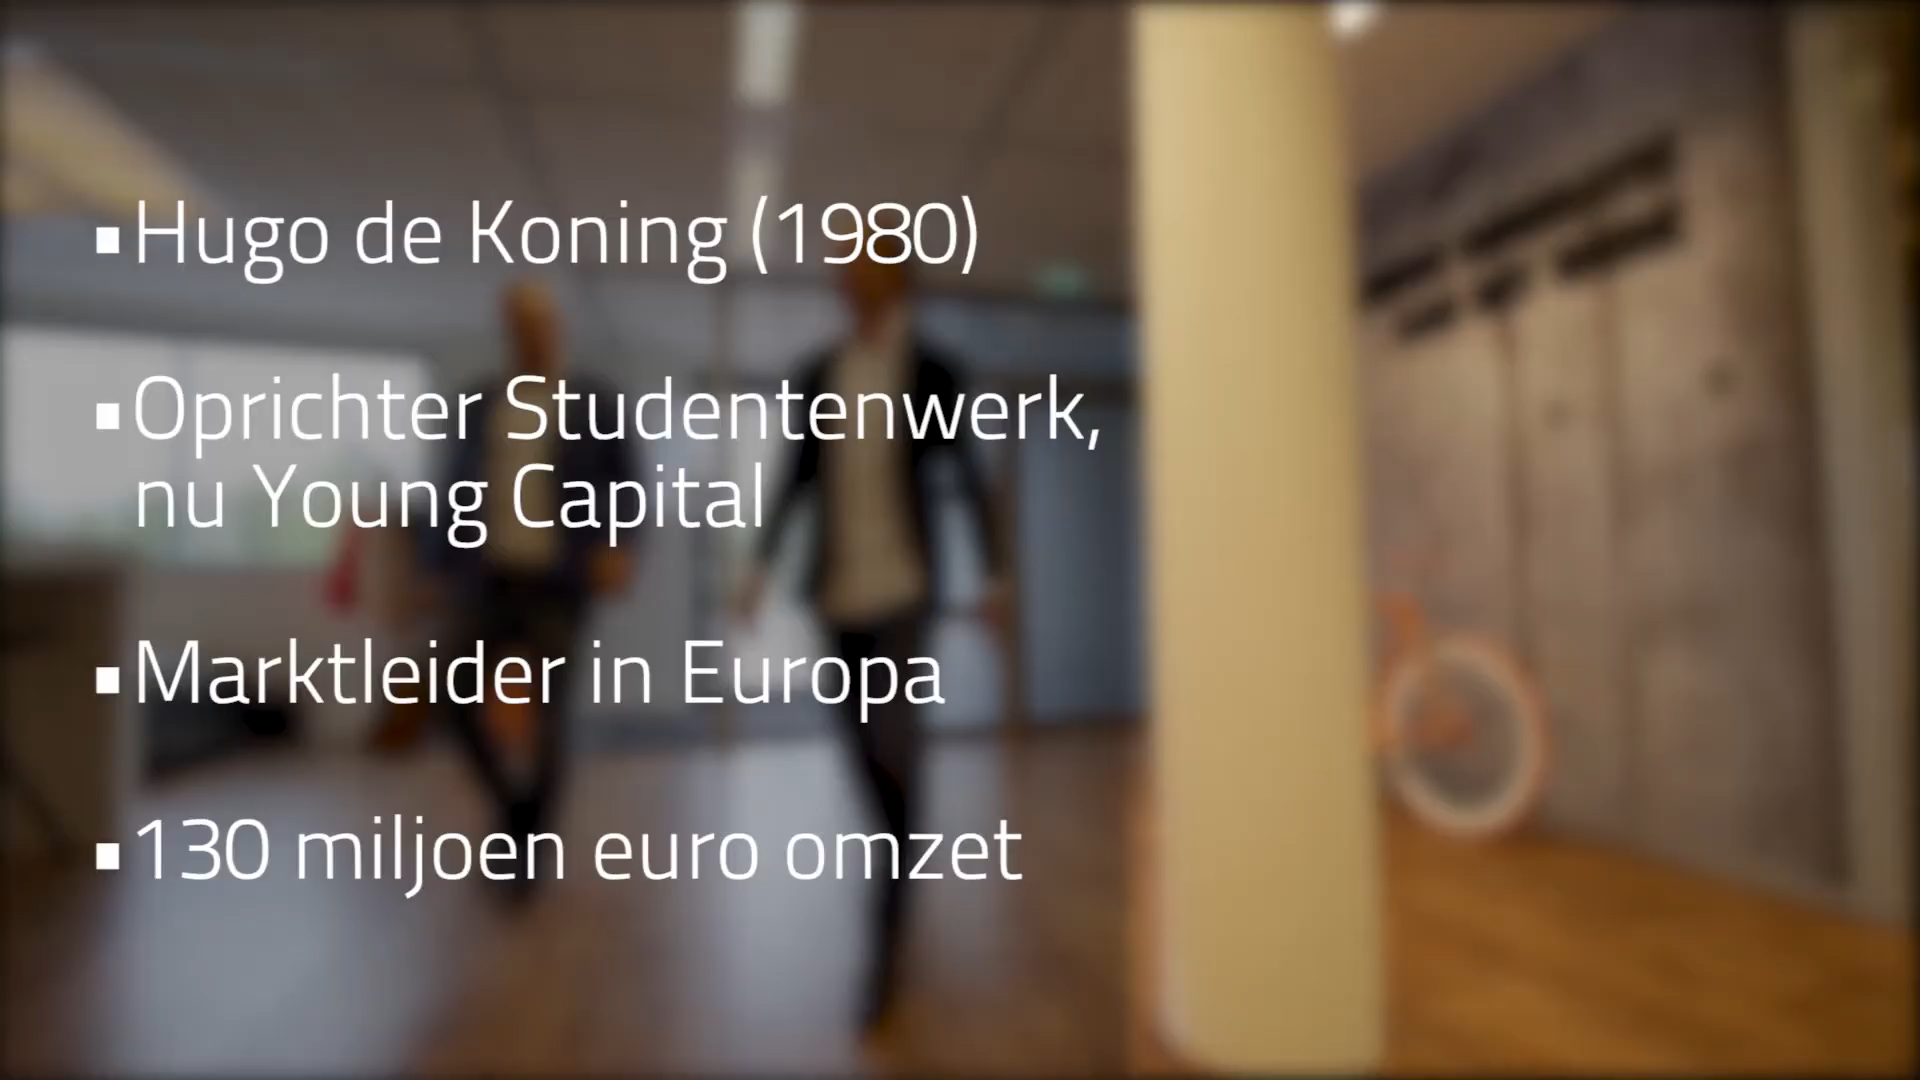 ▪Hugo de Koning (1980)
▪Oprichter Studentenwerk,
nu Young Capital
▪Marktleider in Europa
▪130 miljoen euro omzet